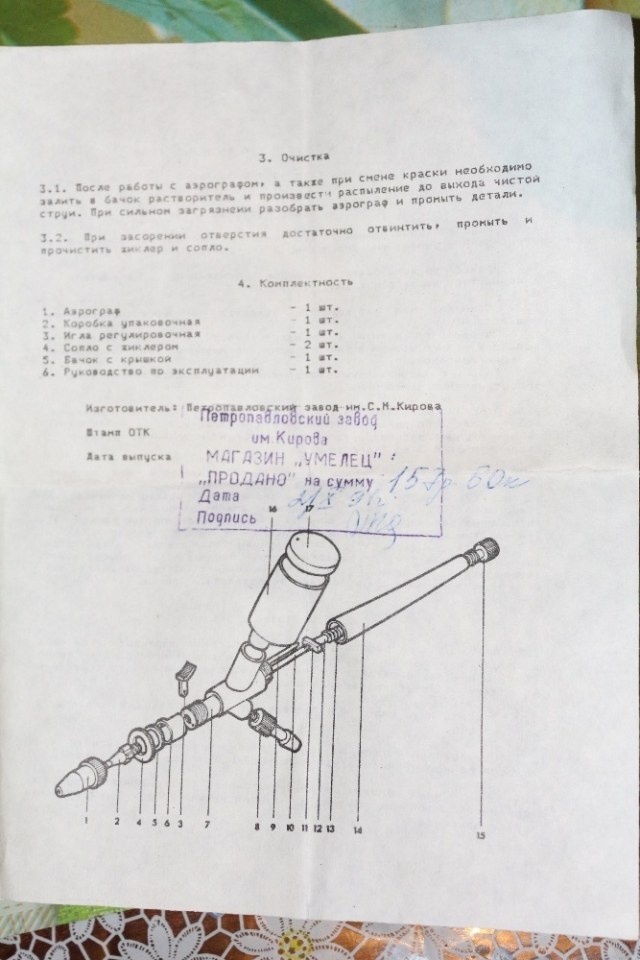 3. Очистка
3.1. После работы с аэрографом, а также при смене краски необходимо
залить в бачок растворитель и произвести распыление до выхода чистой
струи. При сильном загрязнении разобрать аэрограф и промыть детали.
3.2. При засорении отверстия достаточно отвинтить, промыть и
прочистить жиклер и сопло.
4. Комплектность
1. Аэрограф - 1 шт.
2. Коробка упаковочная - 1 шт.
3. Игла регулировочная - 1 шт.
4. Сопло с жиклером - 2 шт.
5. Бачок с крышкой - 1 шт.
6. Руководство по эксплуатации - 1 шт.
Изготовитель: Петропавловский завод им.С.М.Кирова
Штамп ОТК
Дата выпуска
Петропавловский завод
им.Кирова
МАГАЗИН „УМЕЛЕЦ" :
„ПРОДАНО" на сумму 157р 60к
Дата
Подпись
16 17
1 2 4 5 6 3 7 8 9 10 11 12 13 14 15